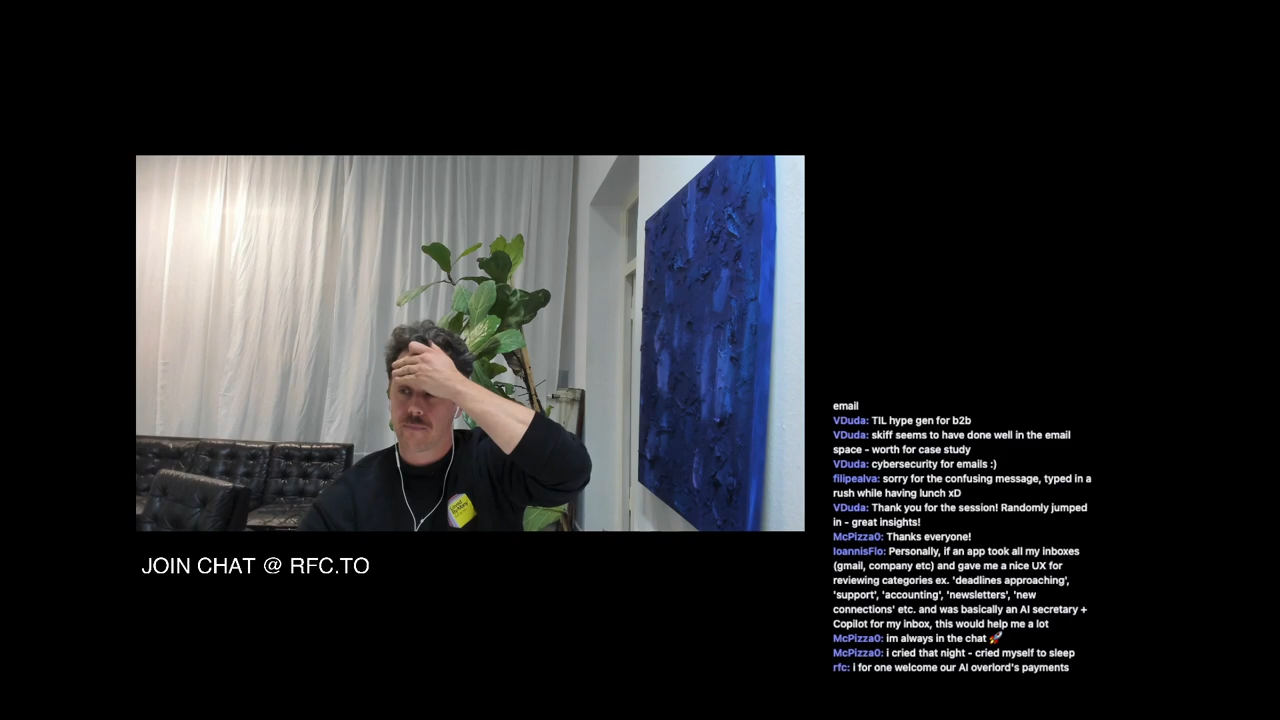 JOIN CHAT @ RFC.TO
email
VDuda: TIL hype gen for b2b
VDuda: skiff seems to have done well in the email
space - worth for case study
VDuda: cybersecurity for emails :)
filipealva: sorry for the confusing message, typed in a
rush while having lunch xD
VDuda: Thank you for the session! Randomly jumped
in - great insights!
McPizza0: Thanks everyone!
IoannisFlo: Personally, if an app took all my inboxes
(gmail, company etc) and gave me a nice UX for
reviewing categories ex. 'deadlines approaching',
'support', 'accounting', 'newsletters', 'new
connections' etc. and was basically an AI secretary +
Copilot for my inbox, this would help me a lot
McPizza0: im always in the chat 🚀
McPizza0: i cried that night - cried myself to sleep
rfc: i for one welcome our AI overlord's payments